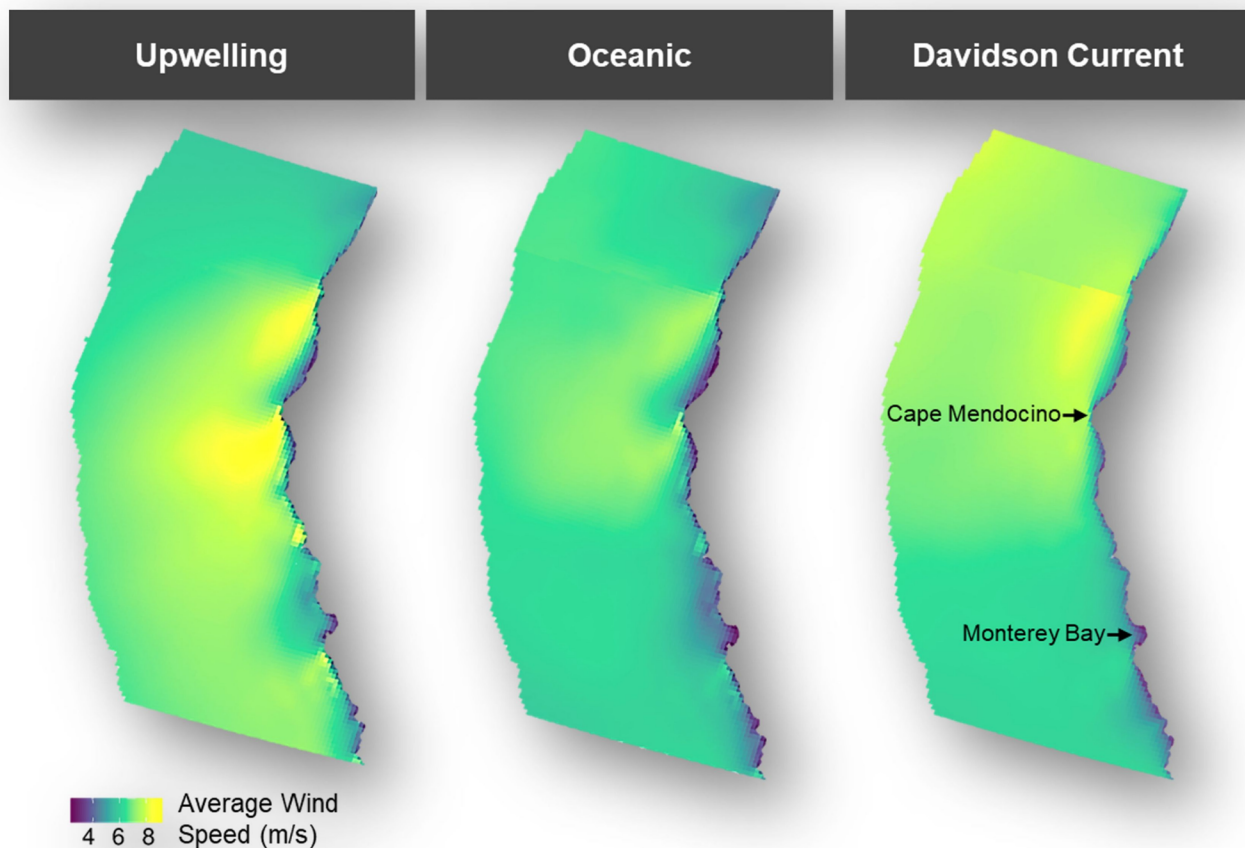 Upwelling
Oceanic
Davidson Current
Cape Mendocino
Monterey Bay
Average Wind
Speed (m/s)
4 6 8